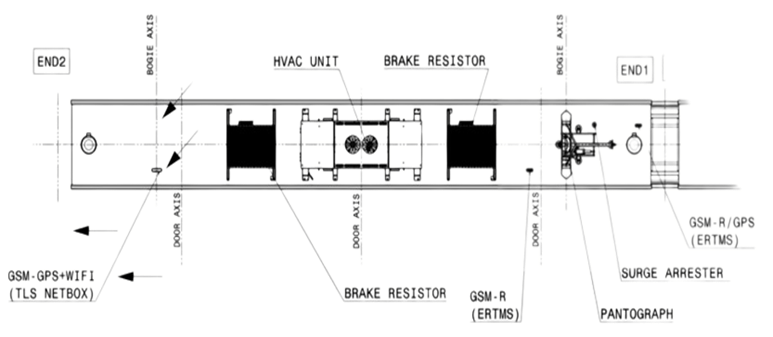 BOGIE AXIS
BOGIE AXIS
END2
HVAC UNIT
BRAKE RESISTOR
END1
DOOR AXIS
DOOR AXIS
DOOR AXIS
GSM-R/GPS
(ERTMS)
GSM-GPS+WIFI
(TLS NETBOX)
BRAKE RESISTOR
GSM-R
(ERTMS)
SURGE ARRESTER
PANTOGRAPH